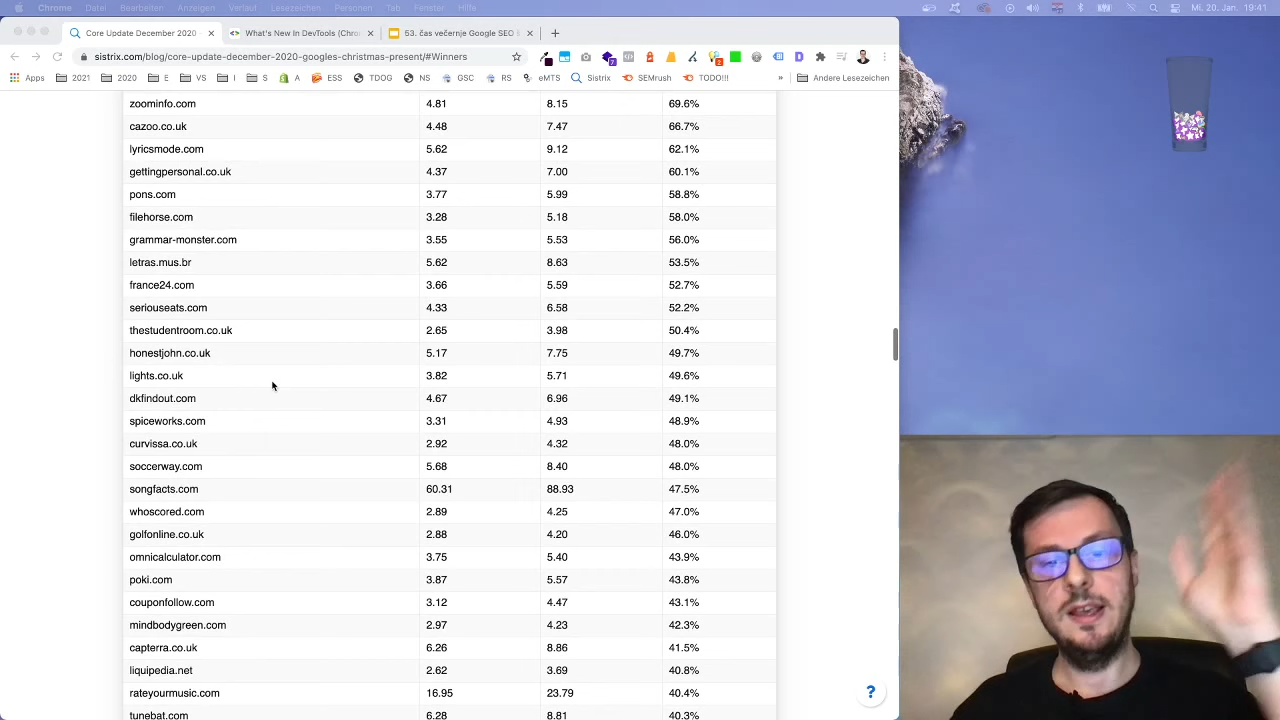 Chrome Datei Bearbeiten Anzeigen Verlauf Lesezeichen Personen Tab Fenster Hilfe Mi. 20. Jan. 19:41
Core Update December 2020 - What's New In DevTools (Chro 53. čas večernje Google SEO
sistrix.com/blog/core-update-december-2020-googles-christmas-present/#Winners
Apps 2021 2020 E I S A ESS TDOG NS GSC RS eMTS Sistrix SEMrush TODO! » Andere Lesezeichen
zoominfo.com 4.81 8.15 69.6%
cazoo.co.uk 4.48 7.47 66.7%
lyricsmode.com 5.62 9.12 62.1%
gettingpersonal.co.uk 4.37 7.00 60.1%
pons.com 3.77 5.99 58.8%
filehorse.com 3.28 5.18 58.0%
grammar-monster.com 3.55 5.53 56.0%
letras.mus.br 5.62 8.63 53.5%
france24.com 3.66 5.59 52.7%
seriouseats.com 4.33 6.58 52.2%
thestudentroom.co.uk 2.65 3.98 50.4%
honestjohn.co.uk 5.17 7.75 49.7%
lights.co.uk 3.82 5.71 49.6%
dkfindout.com 4.67 6.96 49.1%
spiceworks.com 3.31 4.93 48.9%
curvissa.co.uk 2.92 4.32 48.0%
soccerway.com 5.68 8.40 48.0%
songfacts.com 60.31 88.93 47.5%
whoscored.com 2.89 4.25 47.0%
golfonline.co.uk 2.88 4.20 46.0%
omnicalculator.com 3.75 5.40 43.9%
poki.com 3.87 5.57 43.8%
couponfollow.com 3.12 4.47 43.1%
mindbodygreen.com 2.97 4.23 42.3%
capterra.co.uk 6.26 8.86 41.5%
liquipedia.net 2.62 3.69 40.8%
rateyourmusic.com 16.95 23.79 40.4%
tunebat.com 6.28 8.81 40.3%
?